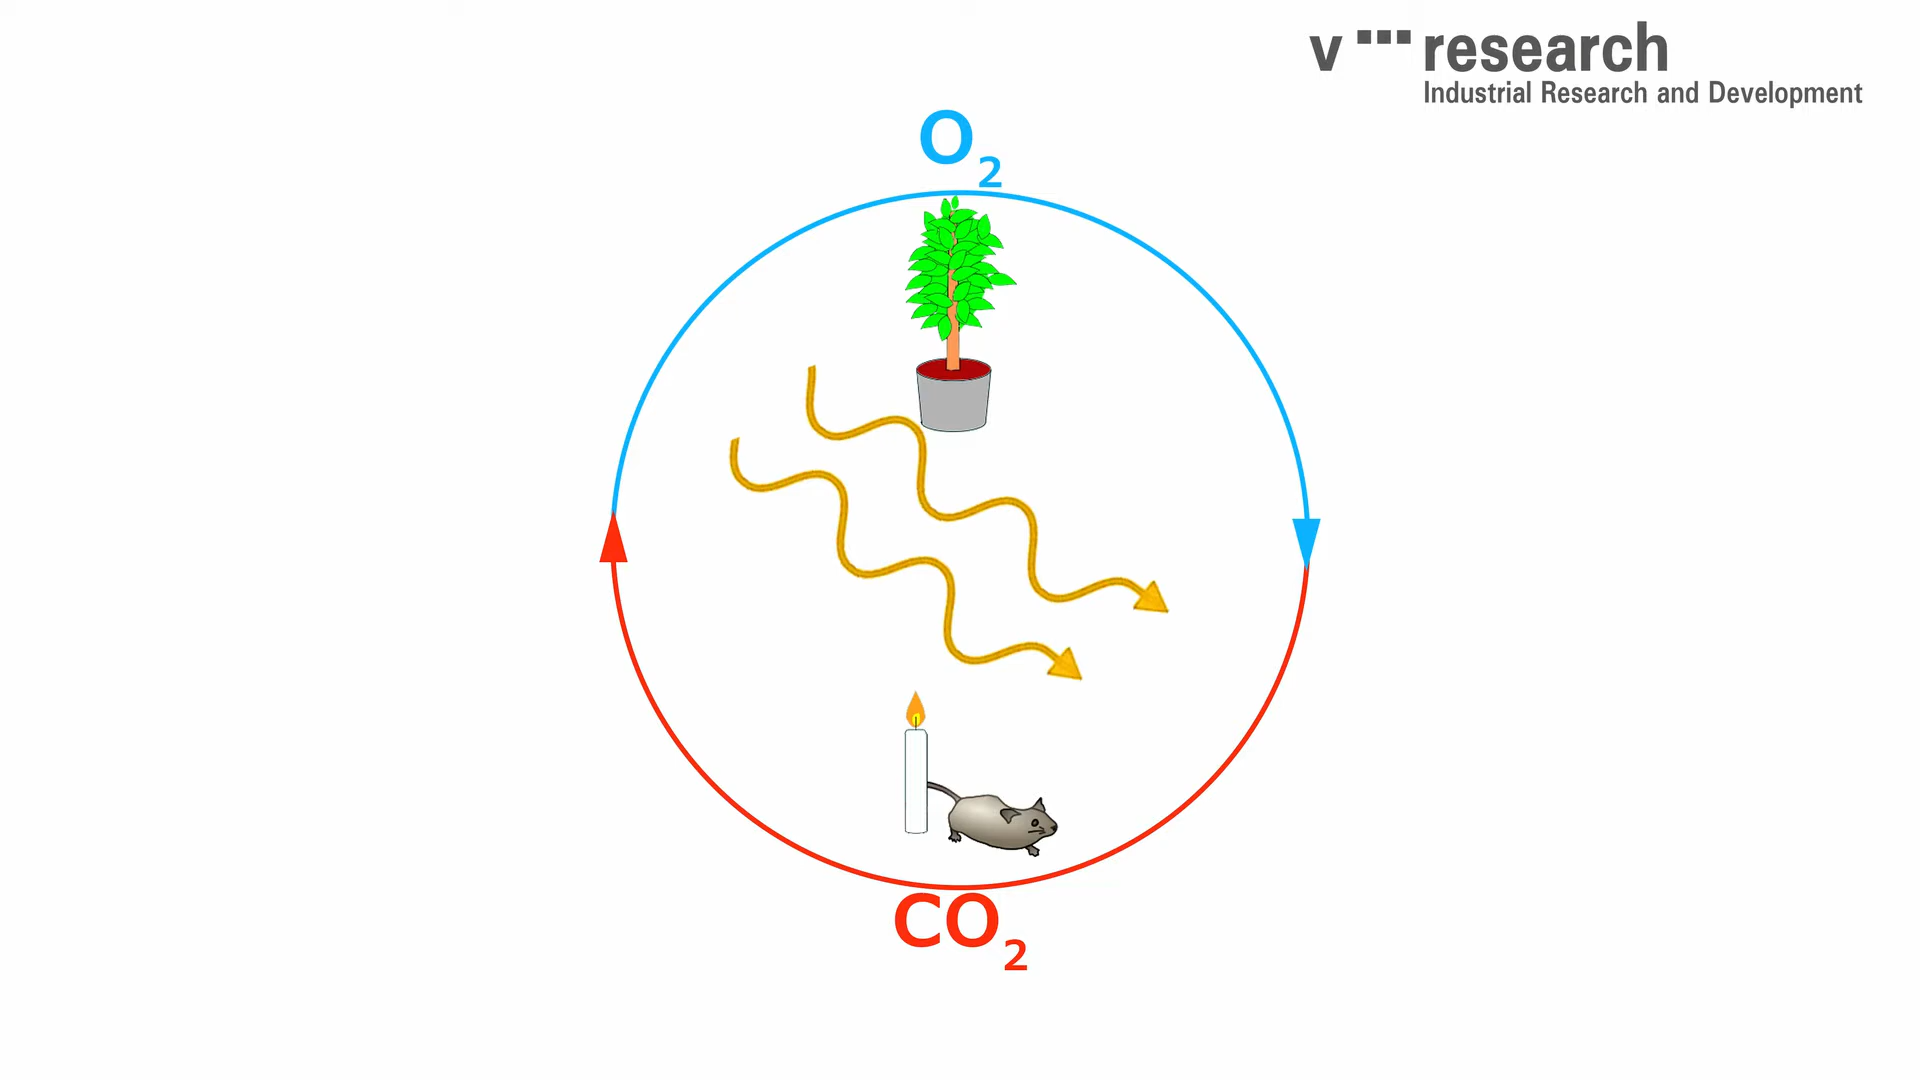 v research
Industrial Research and Development
O₂
CO₂